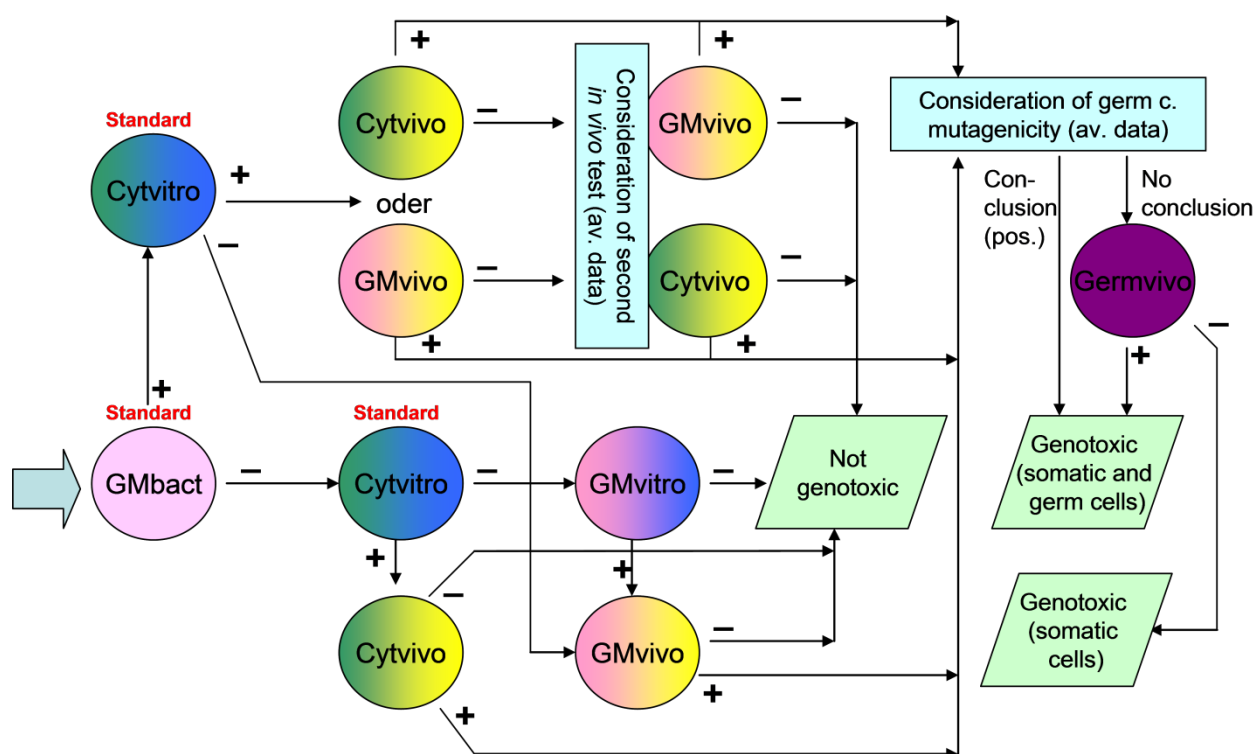 +
+
Standard
Cytvitro
+
−
Cytvivo
−
oder
GMvivo
−
+
Consideration of second
in vivo test (av. data)
GMvivo
−
Cytvivo
−
+
Consideration of germ c.
mutagenicity (av. data)
Con-
clusion
(pos.)
No
conclusion
Germvivo
−
+
+
Standard
GMbact
−
Standard
Cytvitro
−
+
GMvitro
−
+
Not
genotoxic
Genotoxic
(somatic and
germ cells)
Cytvivo
−
+
GMvivo
−
+
Genotoxic
(somatic
cells)